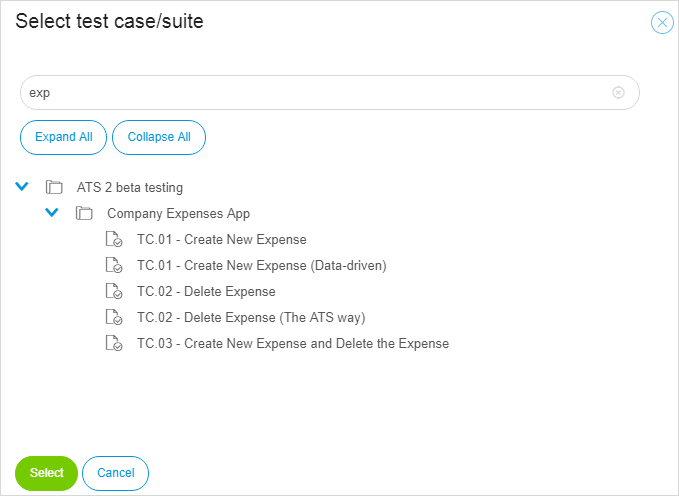 Select test case/suite
exp
Expand All Collapse All
ATS 2 beta testing
Company Expenses App
TC.01 - Create New Expense
TC.01 - Create New Expense (Data-driven)
TC.02 - Delete Expense
TC.02 - Delete Expense (The ATS way)
TC.03 - Create New Expense and Delete the Expense
Select Cancel